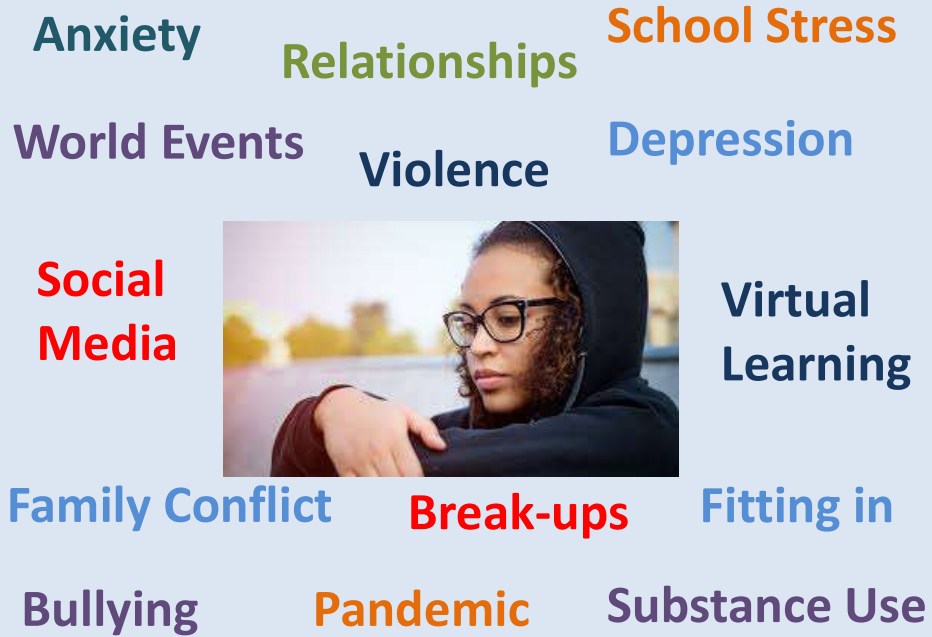 Anxiety
Relationships
School Stress
World Events
Violence
Depression
Social
Media
Virtual
Learning
Family Conflict
Break-ups
Fitting in
Bullying
Pandemic
Substance Use